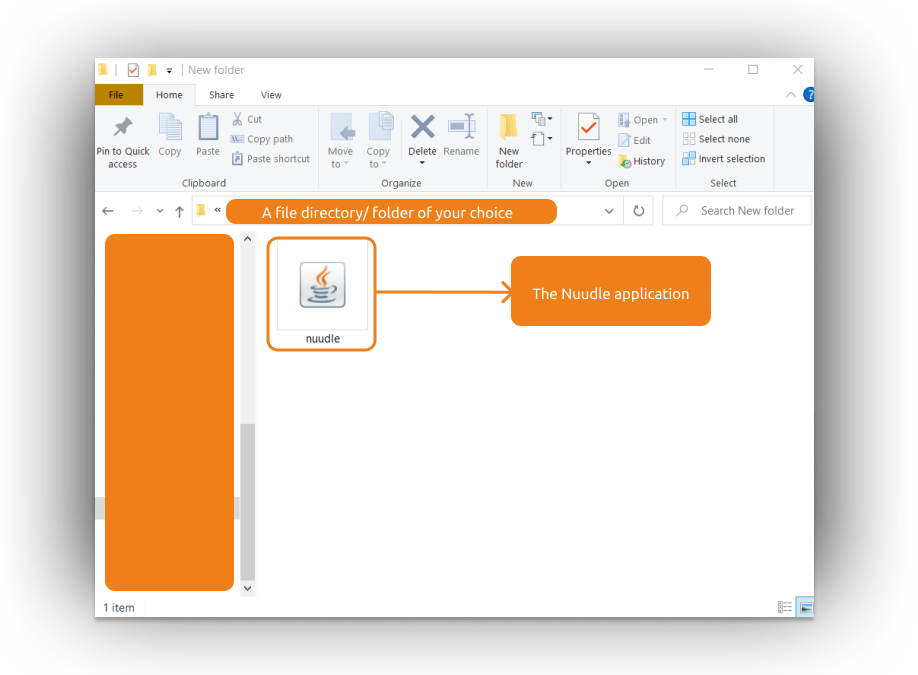 New folder
File Home Share View
?
Pin to Quick access
Copy
Paste
Cut
Copy path
Paste shortcut
Clipboard
Move to
Copy to
Delete
Rename
Organize
New folder
New
Properties
Open
Edit
History
Open
Select all
Select none
Invert selection
Select
« A file directory/ folder of your choice
Search New folder
nuudle
The Nuudle application
1 item